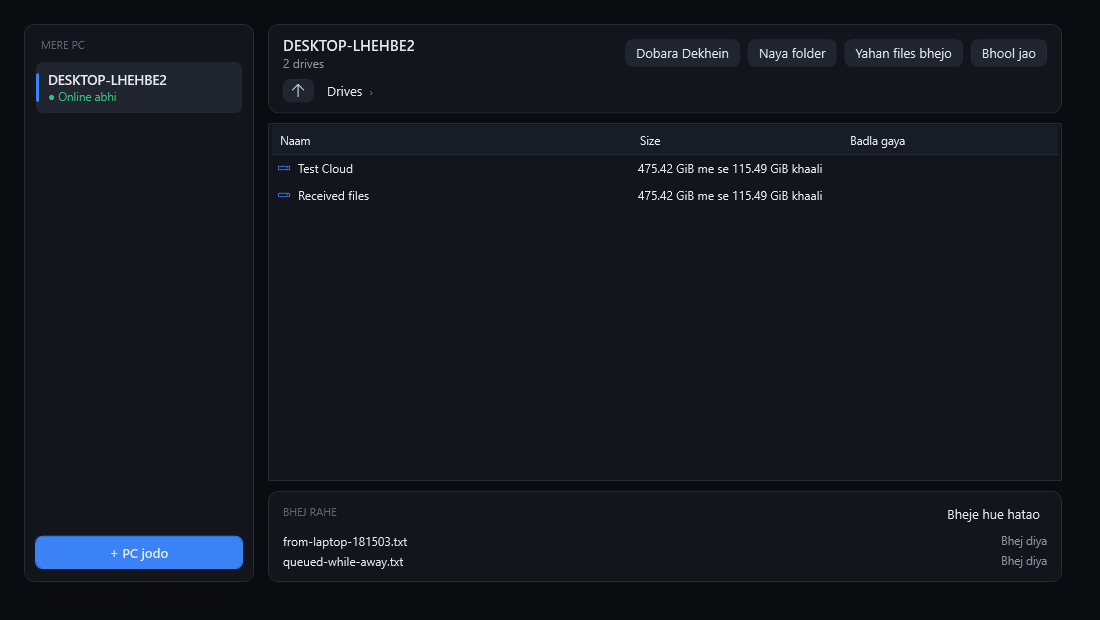 MERE PC
DESKTOP-LHEHBE2
Online abhi
+ PC jodo
DESKTOP-LHEHBE2
2 drives
Dobara Dekhein
Naya folder
Yahan files bhejo
Bhool jao
Drives ›
Naam Size Badla gaya
Test Cloud 475.42 GiB me se 115.49 GiB khaali
Received files 475.42 GiB me se 115.49 GiB khaali
BHEJ RAHE
Bheje hue hatao
from-laptop-181503.txt Bhej diya
queued-while-away.txt Bhej diya